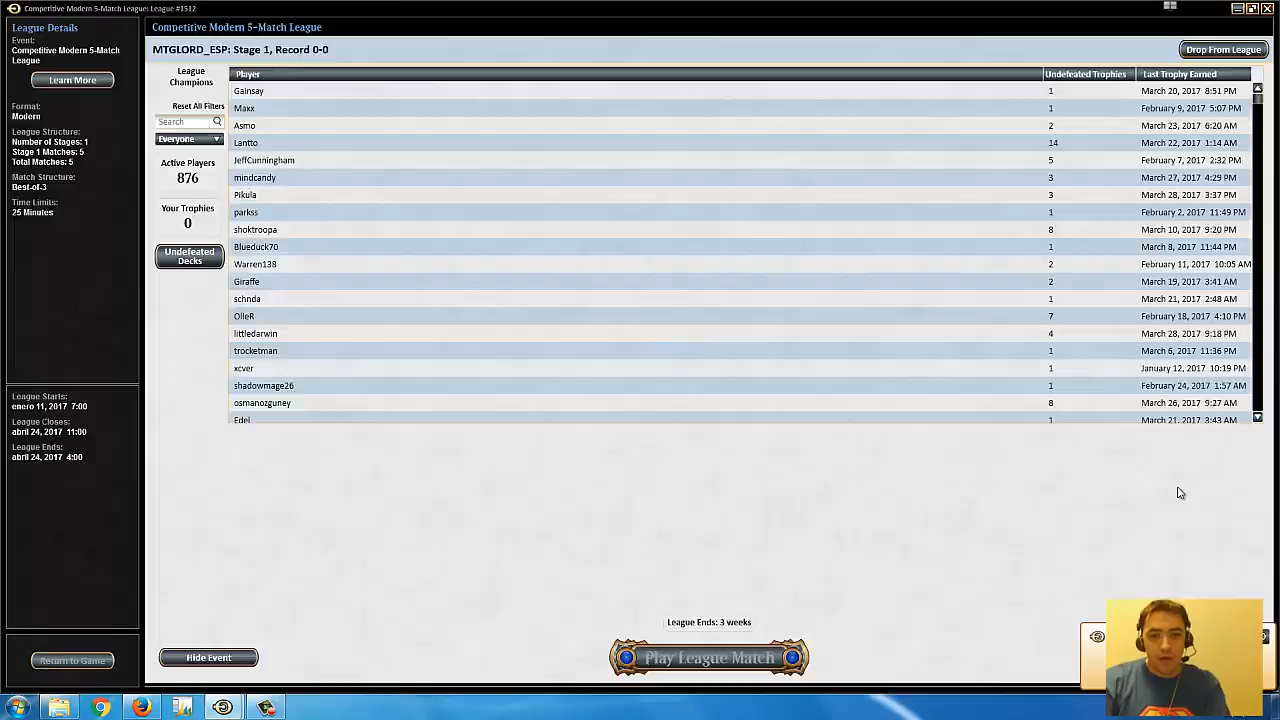 Competitive Modern 5-Match League: League #1512
League Details
Event:
Competitive Modern 5-Match
League
Learn More
Format:
Modern
League Structure:
Number of Stages: 1
Stage 1 Matches: 5
Total Matches: 5
Match Structure:
Best-of-3
Time Limits:
25 Minutes
League Starts:
enero 11, 2017 7:00
League Closes:
abril 24, 2017 11:00
League Ends:
abril 24, 2017 4:00
Return to Game
Competitive Modern 5-Match League
MTGLORD_ESP: Stage 1, Record 0-0
Drop From League
League
Champions
Reset All Filters
Search
Everyone
Active Players
876
Your Trophies
0
Undefeated
Decks
Player Undefeated Trophies Last Trophy Earned
Gainsay 1 March 20, 2017 8:51 PM
Maxx 1 February 9, 2017 5:07 PM
Asmo 2 March 23, 2017 6:20 AM
Lantto 14 March 22, 2017 1:14 AM
JeffCunningham 5 February 7, 2017 2:32 PM
mindcandy 3 March 27, 2017 4:29 PM
Pikula 3 March 28, 2017 3:37 PM
parkss 1 February 2, 2017 11:49 PM
shoktroopa 8 March 10, 2017 9:20 PM
Blueduck70 1 March 8, 2017 11:44 PM
Warren138 2 February 11, 2017 10:05 AM
Giraffe 2 March 19, 2017 3:41 AM
schnda 1 March 21, 2017 2:48 AM
OlleR 7 February 18, 2017 4:10 PM
littledarwin 4 March 28, 2017 9:18 PM
trocketman 1 March 6, 2017 11:36 PM
xcver 1 January 12, 2017 10:19 PM
shadowmage26 1 February 24, 2017 1:57 AM
osmanozguney 8 March 26, 2017 9:27 AM
Edel 1 March 21, 2017 3:43 AM
League Ends: 3 weeks
Hide Event
Play League Match